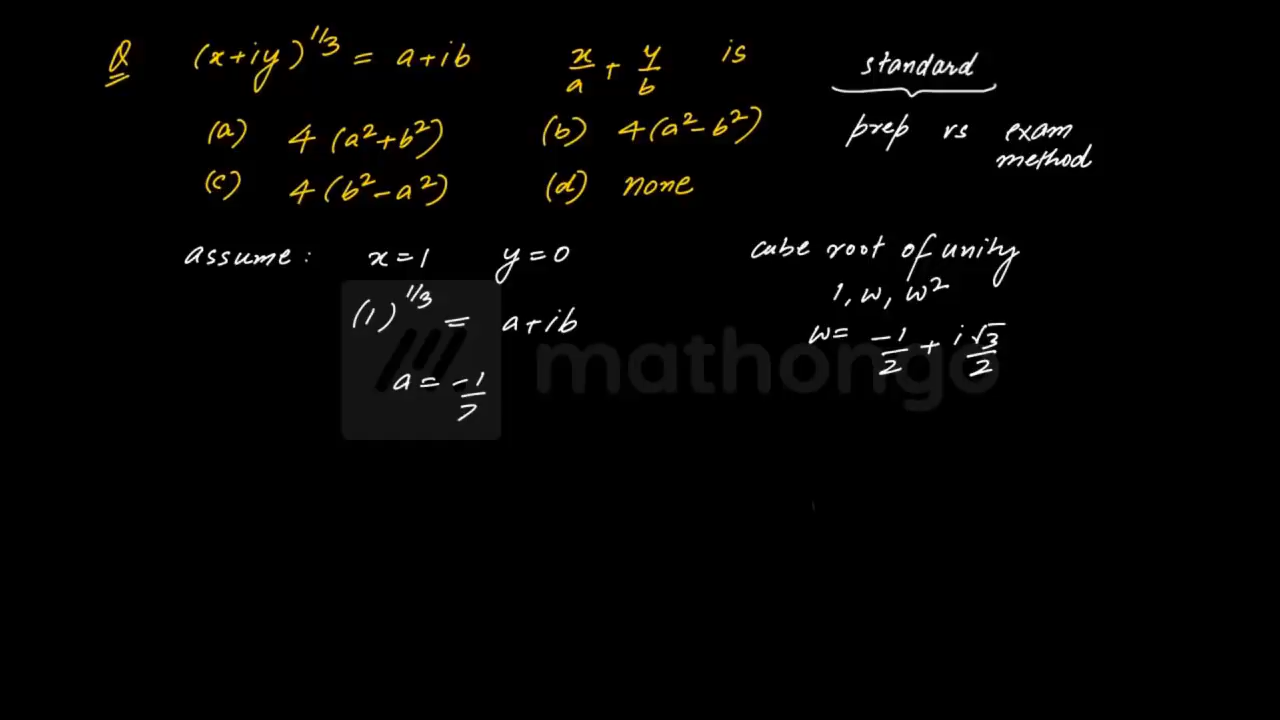 Q (x+iy)^1/3 = a+ib x/a + y/b is
(a) 4(a²+b²) (b) 4(a²-b²)
(c) 4(b²-a²) (d) none
standard
prep vs exam
method
assume: x=1 y=0
(1)^1/3 = a+ib
a = -1/2
cube root of unity
1, w, w²
w = -1/2 + i √3/2
mathongo